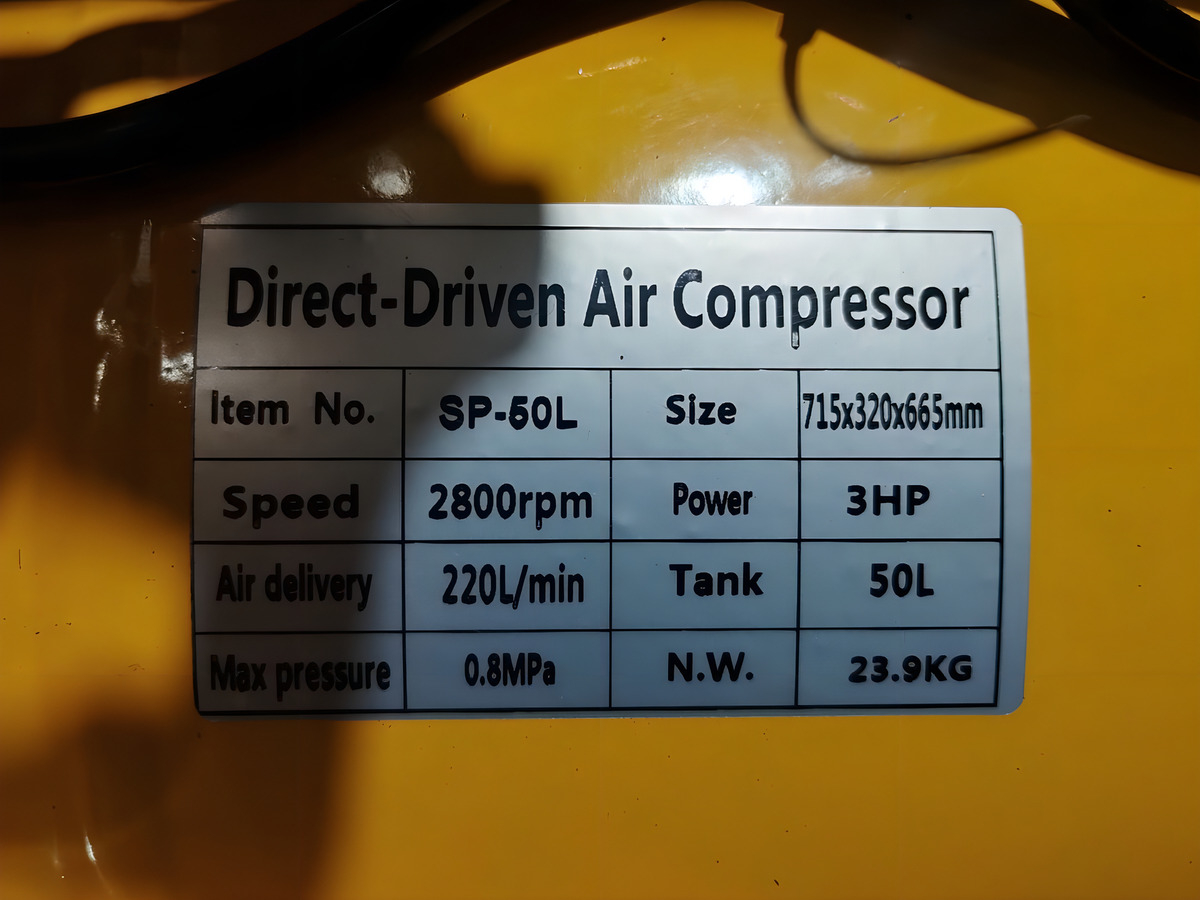 Direct-Driven Air Compressor
Item No. SP-50L Size 715x320x665mm
Speed 2800rpm Power 3HP
Air delivery 220L/min Tank 50L
Max pressure 0.8MPa N.W. 23.9KG